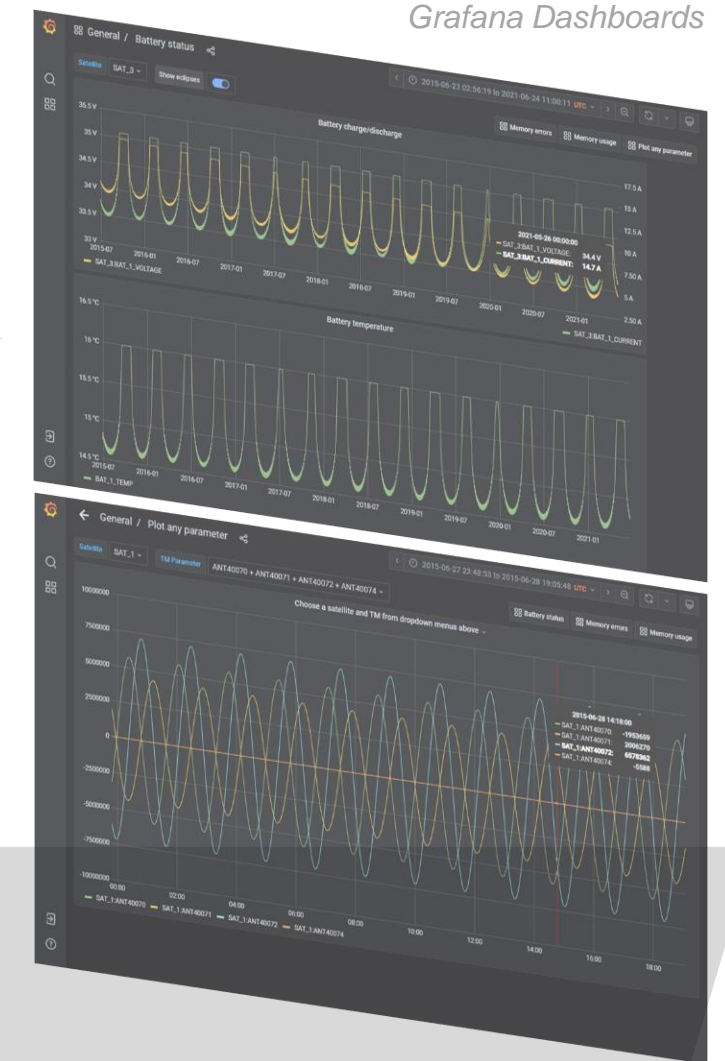 Grafana Dashboards
General / Battery status
2015-06-23 02:56:19 to 2021-06-24 11:00:11 UTC
Satellite SAT_3 Show eclipses
Memory errors Memory usage Plot any parameter
Battery charge/discharge
35.5 V
35 V
34.5 V
34 V
33.5 V
33 V
17.5 A
15 A
12.5 A
10 A
7.50 A
5 A
2.50 A
2021-05-26 00:00:00
SAT_3:BAT_1_VOLTAGE: 34.4 V
SAT_3:BAT_1_CURRENT: 14.7 A
2015-07 2016-01 2016-07 2017-01 2017-07 2018-01 2018-07 2019-01 2019-07 2020-01 2020-07 2021-01
SAT_3:BAT_1_VOLTAGE
SAT_3:BAT_1_CURRENT
Battery temperature
16.5 °C
16 °C
15.5 °C
15 °C
14.5 °C
2015-07 2016-01 2016-07 2017-01 2017-07 2018-01 2018-07 2019-01 2019-07 2020-01 2020-07 2021-01
BAT_1_TEMP
General / Plot any parameter
2015-06-27 23:48:53 to 2015-06-28 19:05:48 UTC
Satellite SAT_1 TM Parameter ANT40070 + ANT40071 + ANT40072 + ANT40074
Battery status Memory errors Memory usage
Choose a satellite and TM from dropdown menus above
10000000
7500000
5000000
2500000
0
-2500000
-5000000
-7500000
-10000000
2015-06-28 14:18:00
SAT_1:ANT40070: -1953659
SAT_1:ANT40071: 2006270
SAT_1:ANT40072: 6578362
SAT_1:ANT40074: -5588
00:00 02:00 04:00 06:00 08:00 10:00 12:00 14:00 16:00 18:00
SAT_1:ANT40070 SAT_1:ANT40071 SAT_1:ANT40072 SAT_1:ANT40074